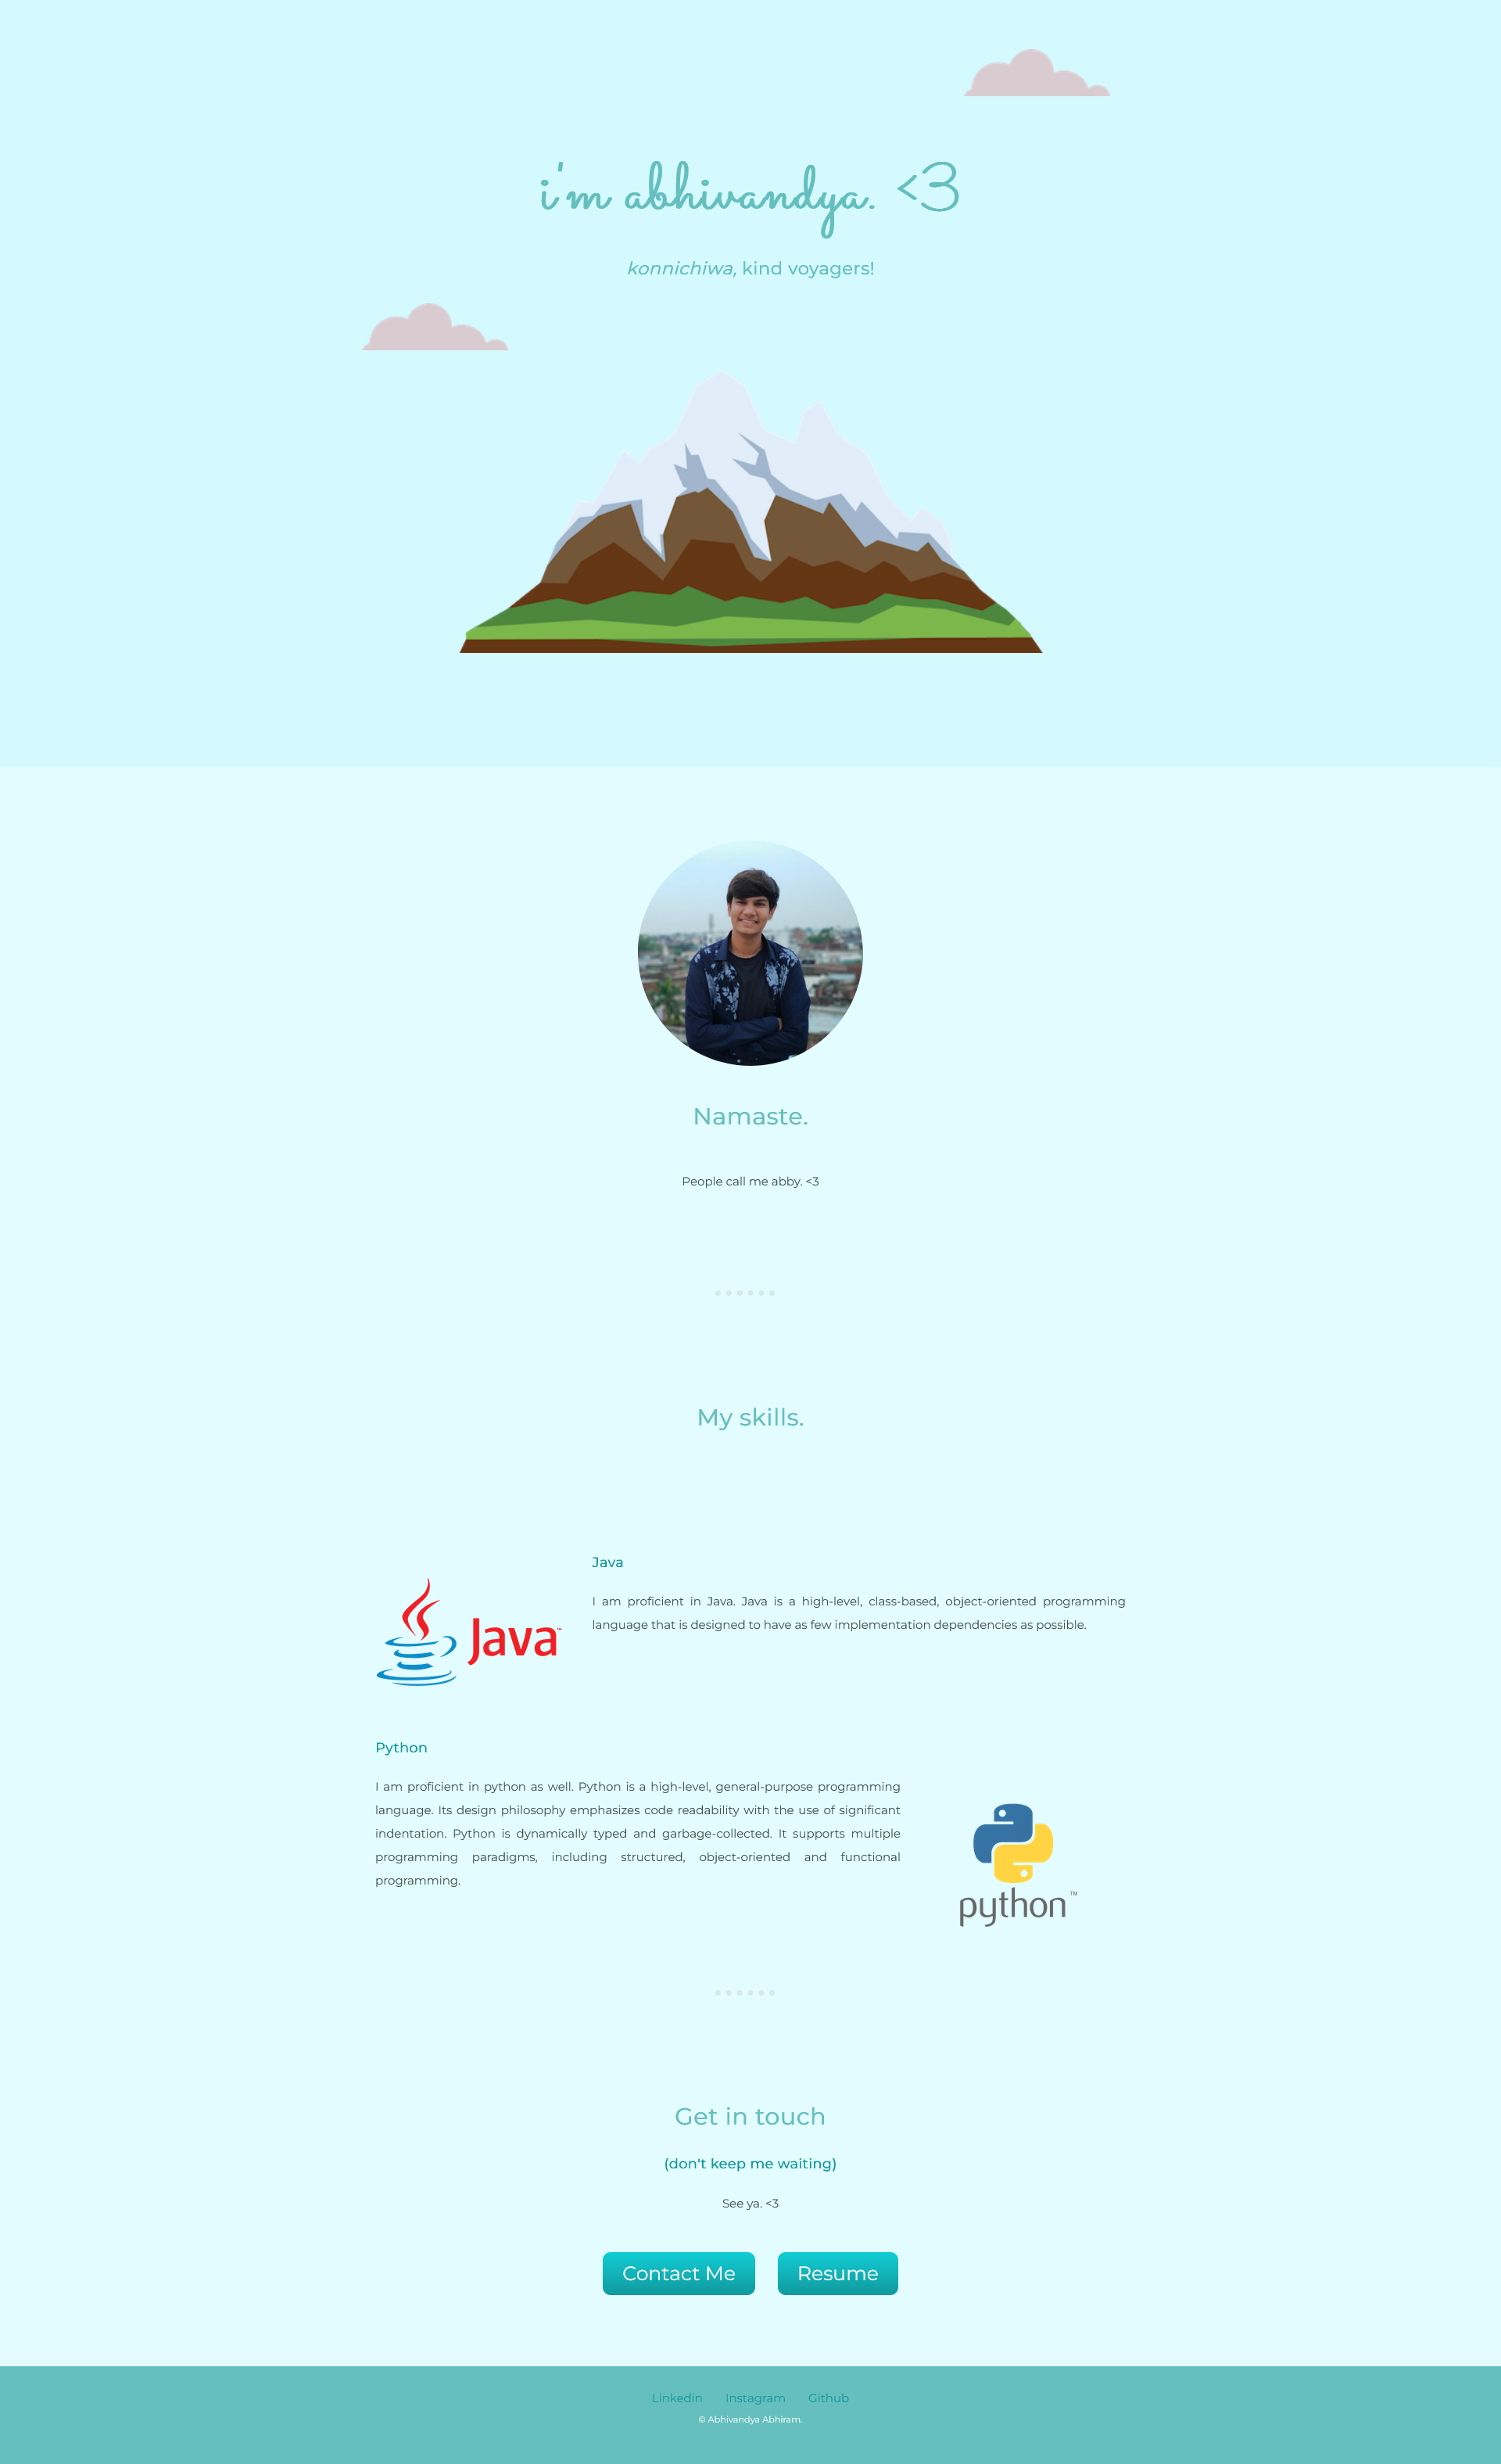 i'm abhivandya. <3
konnichiwa, kind voyagers!
Namaste.
People call me abby. <3
My skills.
Java
I am proficient in Java. Java is a high-level, class-based, object-oriented programming
language that is designed to have as few implementation dependencies as possible.
Java™
Python
I am proficient in python as well. Python is a high-level, general-purpose programming
language. Its design philosophy emphasizes code readability with the use of significant
indentation. Python is dynamically typed and garbage-collected. It supports multiple
programming paradigms, including structured, object-oriented and functional
programming.
python™
Get in touch
(don't keep me waiting)
See ya. <3
Contact Me Resume
Linkedin Instagram Github
© Abhivandya Abhiram.